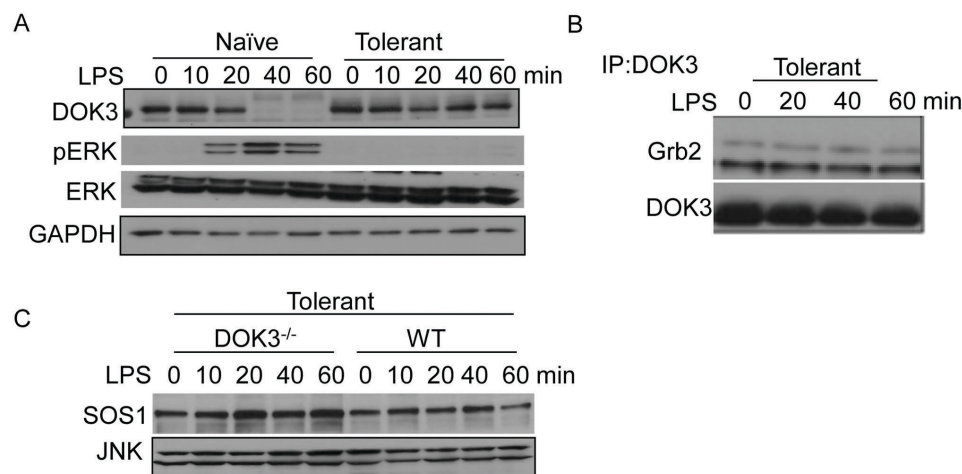 A
Naïve Tolerant
LPS 0 10 20 40 60 0 10 20 40 60 min
DOK3
pERK
ERK
GAPDH
B
IP:DOK3
Tolerant
LPS 0 20 40 60 min
Grb2
DOK3
C
Tolerant
DOK3-/- WT
LPS 0 10 20 40 60 0 10 20 40 60 min
SOS1
JNK